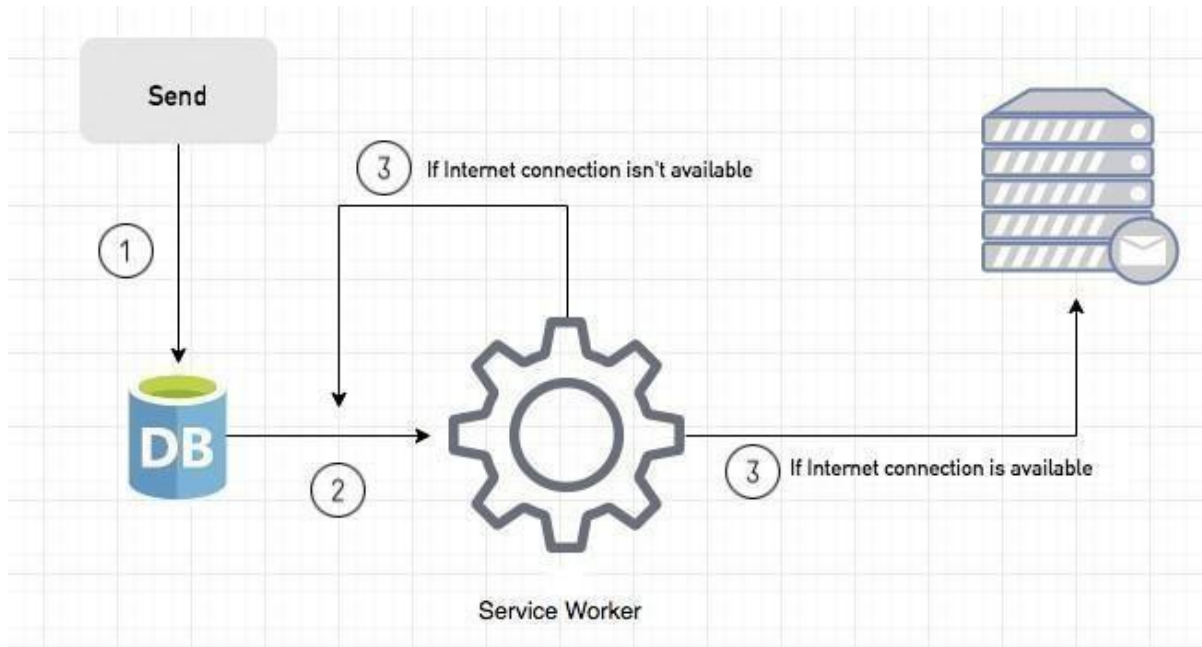 Send
3 If Internet connection isn't available
1
DB
2
3 If Internet connection is available
Service Worker